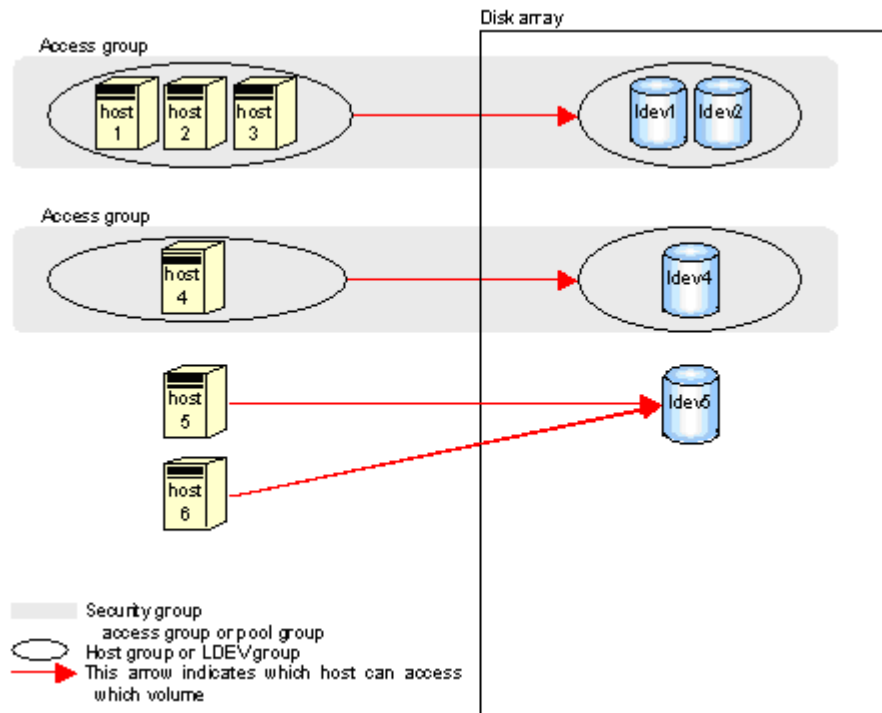 Disk array
Access group
host
1
host
2
host
3
ldev1
ldev2
Access group
host
4
ldev4
host
5
ldev5
host
6
Security group
access group or pool group
Host group or LDEV group
This arrow indicates which host can access
which volume